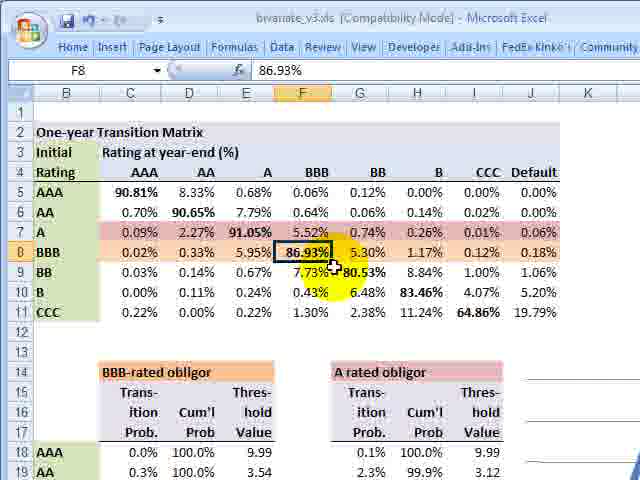 bivariate_v3.xls [Compatibility Mode] - Microsoft Excel
Home Insert Page Layout Formulas Data Review View Developer Add-Ins FedEx Kinko's Community
F8 fx 86.93%
B C D E F G H I J K
1
2 One-year Transition Matrix
3 Initial Rating at year-end (%)
4 Rating AAA AA A BBB BB B CCC Default
5 AAA 90.81% 8.33% 0.68% 0.06% 0.12% 0.00% 0.00% 0.00%
6 AA 0.70% 90.65% 7.79% 0.64% 0.06% 0.14% 0.02% 0.00%
7 A 0.09% 2.27% 91.05% 5.52% 0.74% 0.26% 0.01% 0.06%
8 BBB 0.02% 0.33% 5.95% 86.93% 5.30% 1.17% 0.12% 0.18%
9 BB 0.03% 0.14% 0.67% 7.73% 80.53% 8.84% 1.00% 1.06%
10 B 0.00% 0.11% 0.24% 0.43% 6.48% 83.46% 4.07% 5.20%
11 CCC 0.22% 0.00% 0.22% 1.30% 2.38% 11.24% 64.86% 19.79%
12
13
14 BBB-rated obligor A rated obligor
15 Trans- Thres- Trans- Thres-
16 ition Cum'l hold ition Cum'l hold
17 Prob. Prob Value Prob. Prob Value
18 AAA 0.0% 100.0% 9.99 0.1% 100.0% 9.99
19 AA 0.3% 100.0% 3.54 2.3% 99.9% 3.12